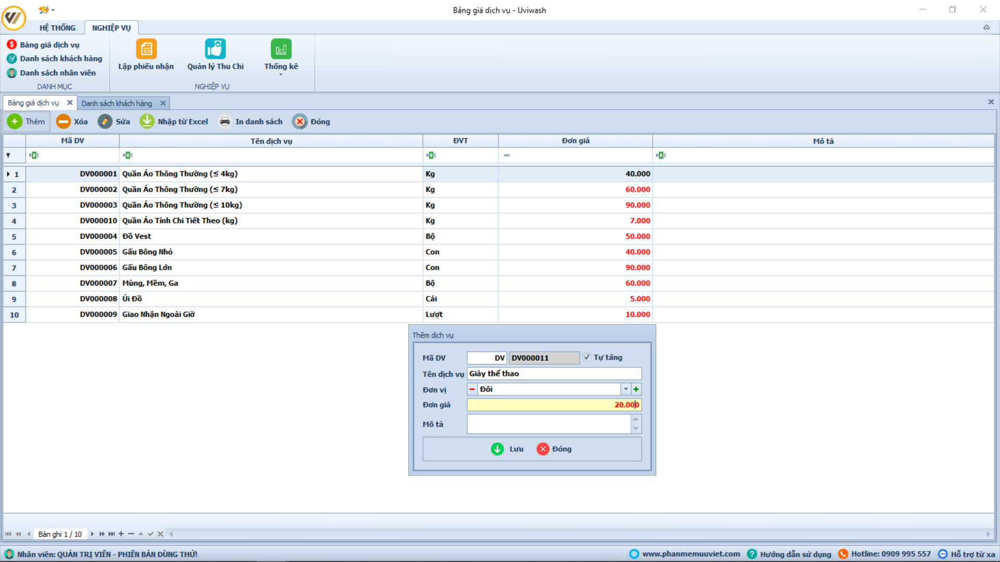 Bảng giá dịch vụ - Uviwash
HỆ THỐNG
NGHIỆP VỤ
Bảng giá dịch vụ
Danh sách khách hàng
Danh sách nhân viên
DANH MỤC
Lập phiếu nhận
Quản lý Thu Chi
Thống kê
NGHIỆP VỤ
Bảng giá dịch vụ
Danh sách khách hàng
Thêm
Xóa
Sửa
Nhập từ Excel
In danh sách
Đóng
Mã DV Tên dịch vụ ĐVT Đơn giá Mô tả
ABC ABC ABC = ABC
1 DV000001 Quần Áo Thông Thường (≤ 4kg) Kg 40.000
2 DV000002 Quần Áo Thông Thường (≤ 7kg) Kg 60.000
3 DV000003 Quần Áo Thông Thường (≤ 10kg) Kg 90.000
4 DV000010 Quần Áo Tính Chi Tiết Theo (kg) Kg 7.000
5 DV000004 Đồ Vest Bộ 50.000
6 DV000005 Gấu Bông Nhỏ Con 40.000
7 DV000006 Gấu Bông Lớn Con 90.000
8 DV000007 Mùng, Mềm, Ga Bộ 60.000
9 DV000008 Ủi Đồ Cái 5.000
10 DV000009 Giao Nhận Ngoài Giờ Lượt 10.000
Thêm dịch vụ
Mã DV DV DV000011 Tự tăng
Tên dịch vụ Giày thể thao
Đơn vị Đôi
Đơn giá 20.000
Mô tả
Lưu Đóng
Bản ghi 1 / 10
Nhân viên: QUẢN TRỊ VIÊN - PHIÊN BẢN DÙNG THỬ!
www.phanmemuuviet.com
Hướng dẫn sử dụng
Hotline: 0909 995 557
Hỗ trợ từ xa